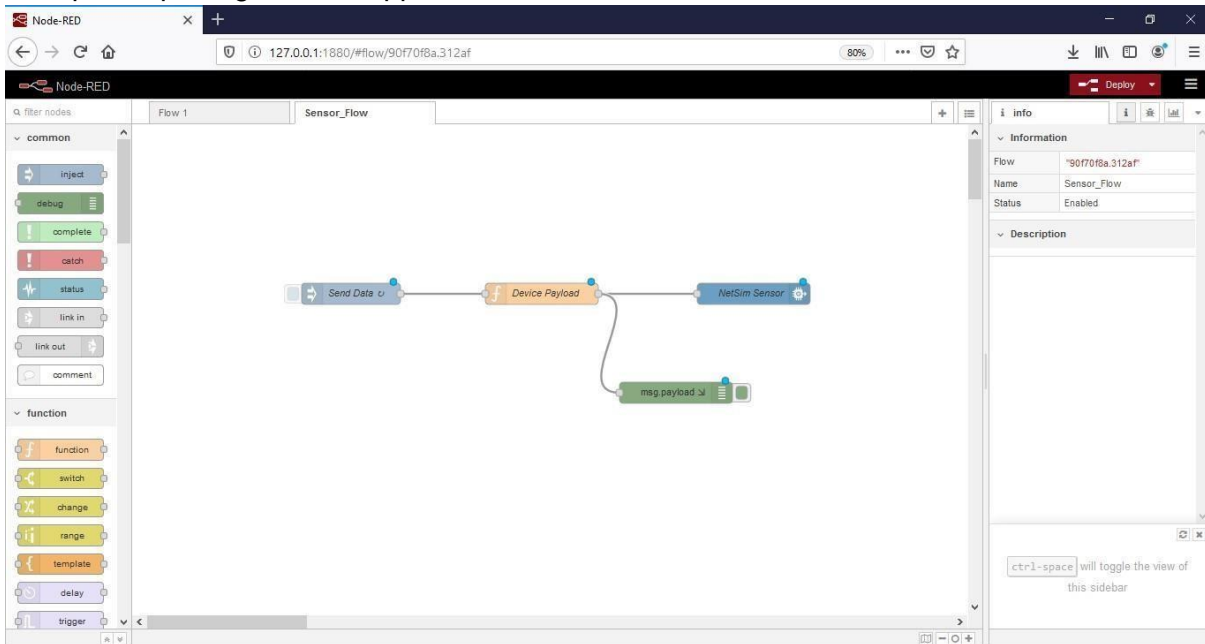 Node-RED
127.0.0.1:1880/#flow/90f70f8a.312af
80%
Node-RED
Deploy
filter nodes
Flow 1
Sensor_Flow
info
i
common
Information
inject
debug
complete
catch
status
link in
link out
comment
Flow "90f70f8a.312af"
Name Sensor_Flow
Status Enabled
Description
Send Data ↻
Device Payload
NetSim Sensor
msg.payload
function
function
switch
change
range
template
delay
trigger
ctrl-space will toggle the view of
this sidebar